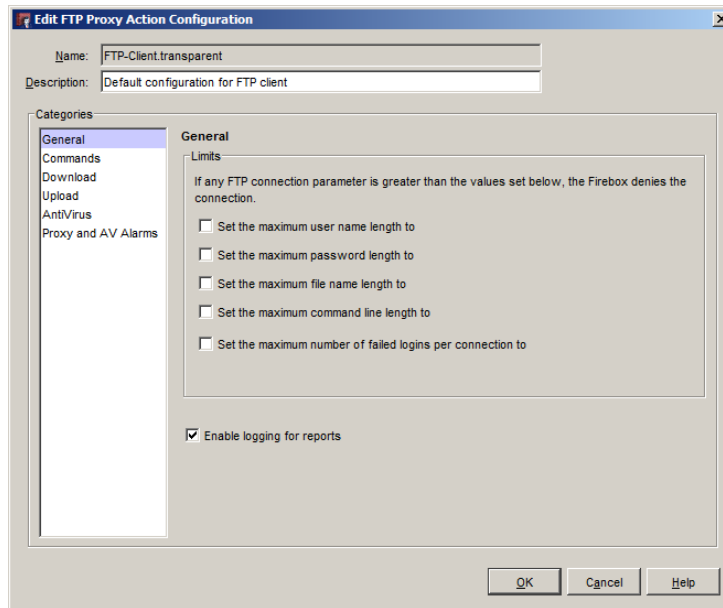 Edit FTP Proxy Action Configuration
Name: FTP-Client.transparent
Description: Default configuration for FTP client
Categories
General
Commands
Download
Upload
AntiVirus
Proxy and AV Alarms
General
Limits
If any FTP connection parameter is greater than the values set below, the Firebox denies the
connection.
Set the maximum user name length to
Set the maximum password length to
Set the maximum file name length to
Set the maximum command line length to
Set the maximum number of failed logins per connection to
Enable logging for reports
OK Cancel Help